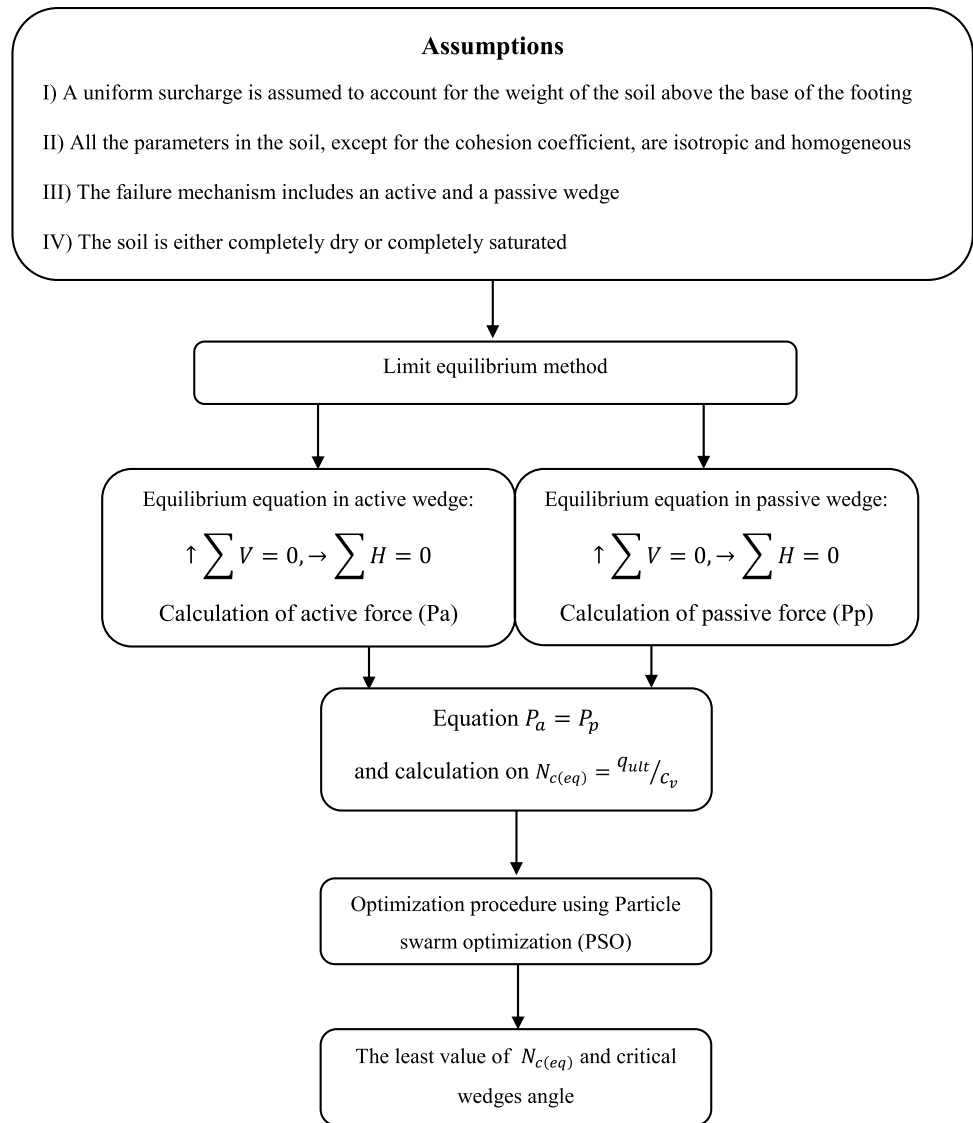 Assumptions
I) A uniform surcharge is assumed to account for the weight of the soil above the base of the footing
II) All the parameters in the soil, except for the cohesion coefficient, are isotropic and homogeneous
III) The failure mechanism includes an active and a passive wedge
IV) The soil is either completely dry or completely saturated
Limit equilibrium method
Equilibrium equation in active wedge:
↑ ∑ V = 0, → ∑ H = 0
Calculation of active force (Pa)
Equilibrium equation in passive wedge:
↑ ∑ V = 0, → ∑ H = 0
Calculation of passive force (Pp)
Equation P_a = P_p
and calculation on N_{c(eq)} = q_{ult}/c_v
Optimization procedure using Particle
swarm optimization (PSO)
The least value of N_{c(eq)} and critical
wedges angle